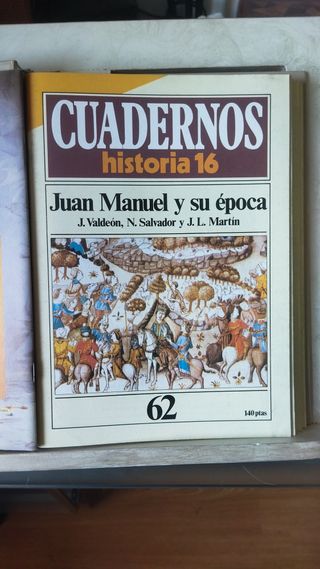 CUADERNOS
historia 16
Juan Manuel y su época
J. Valdeón, N. Salvador y J. L. Martín
62
140 ptas